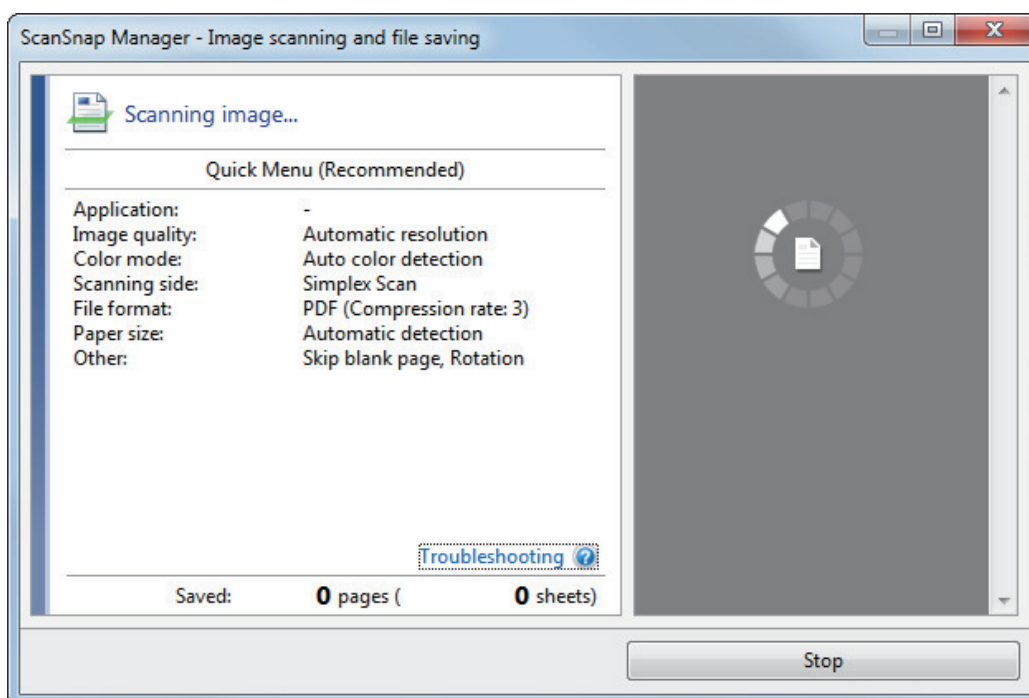 ScanSnap Manager - Image scanning and file saving
Scanning image...
Quick Menu (Recommended)
Application: -
Image quality: Automatic resolution
Color mode: Auto color detection
Scanning side: Simplex Scan
File format: PDF (Compression rate: 3)
Paper size: Automatic detection
Other: Skip blank page, Rotation
Troubleshooting
Saved: 0 pages ( 0 sheets)
Stop